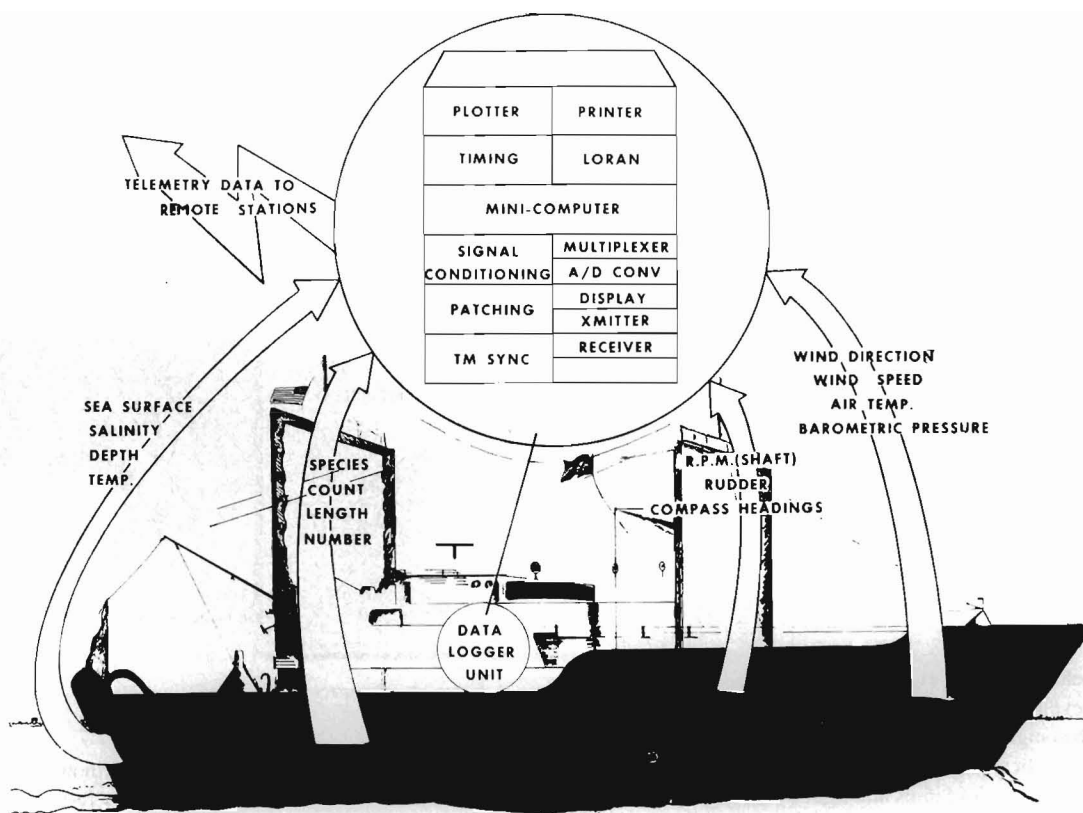 PLOTTER
PRINTER
TIMING
LORAN
MINI-COMPUTER
SIGNAL
CONDITIONING
MULTIPLEXER
A/D CONV
PATCHING
DISPLAY
XMITTER
TM SYNC
RECEIVER
TELEMETRY DATA TO
REMOTE STATIONS
SEA SURFACE
SALINITY
DEPTH
TEMP.
SPECIES
COUNT
LENGTH
NUMBER
R.P.M.(SHAFT)
RUDDER
COMPASS HEADINGS
WIND DIRECTION
WIND SPEED
AIR TEMP.
BAROMETRIC PRESSURE
DATA
LOGGER
UNIT